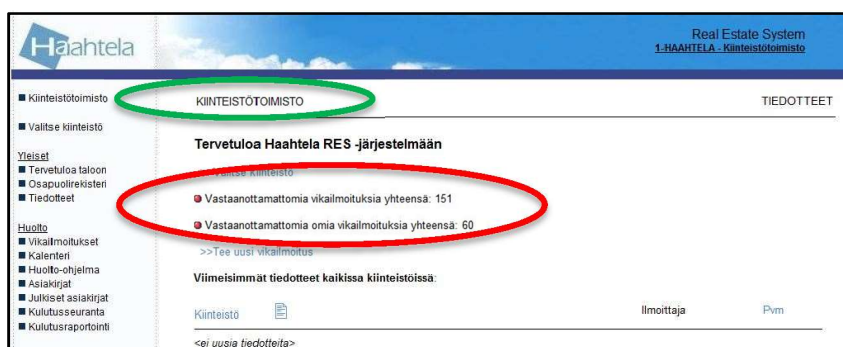 Haahtela
Real Estate System
1-HAAHTELA - Kiinteistötoimisto
Kiinteistötoimisto
Valitse kiinteistö
Yleiset
Tervetuloa taloon
Osapuolirekisteri
Tiedotteet
Huolto
Vikailmoitukset
Kalenteri
Huolto-ohjelma
Asiakirjat
Julkiset asiakirjat
Kulutusseuranta
Kulutusraportointi
KIINTEISTÖTOIMISTO
TIEDOTTEET
Tervetuloa Haahtela RES -järjestelmään
>>Valitse kiinteistö
Vastaanottamattomia vikailmoituksia yhteensä: 151
Vastaanottamattomia omia vikailmoituksia yhteensä: 60
>>Tee uusi vikailmoitus
Viimeisimmät tiedotteet kaikissa kiinteistöissä:
Kiinteistö Ilmoittaja Pvm
<ei uusia tiedotteita>